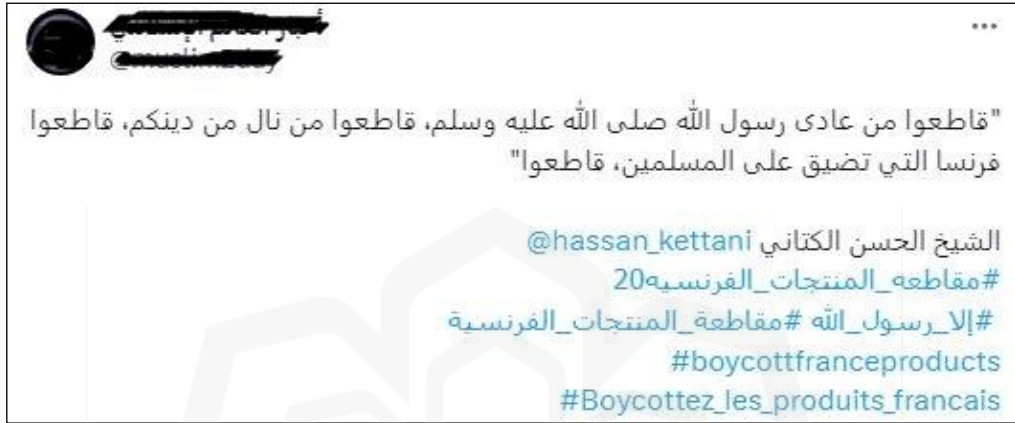 "قاطعوا من عادى رسول الله صلى الله عليه وسلم، قاطعوا من نال من دينكم، قاطعوا
فرنسا التي تضيق على المسلمين، قاطعوا"
الشيخ الحسن الكتاني @hassan_kettani
#مقاطعه_المنتجات_الفرنسيه20
#إلا_رسول_الله #مقاطعة_المنتجات_الفرنسية
#boycottfranceproducts
#Boycottez_les_produits_francais